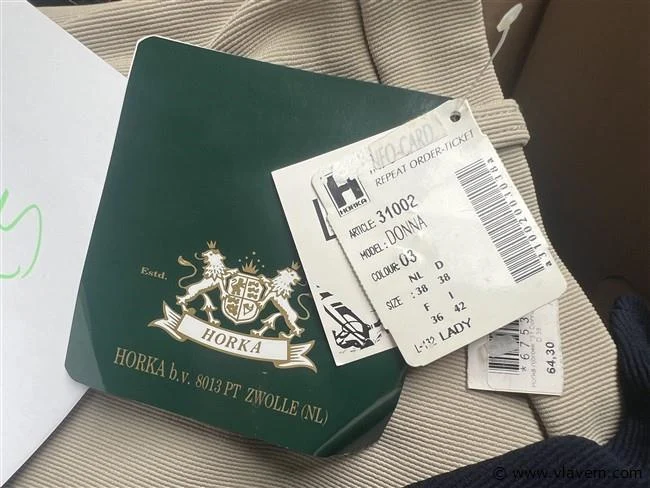 Estd.
HORKA
HORKA b.v. 8013 PT ZWOLLE (NL)
INFO-CARD
REPEAT ORDER-TICKET
HORKA
ARTICLE: 31002
MODEL: DONNA
COLOUR: 03
NL D
SIZE : 38 38
F I
36 42
LADY
64,30
© www.vlavem.com